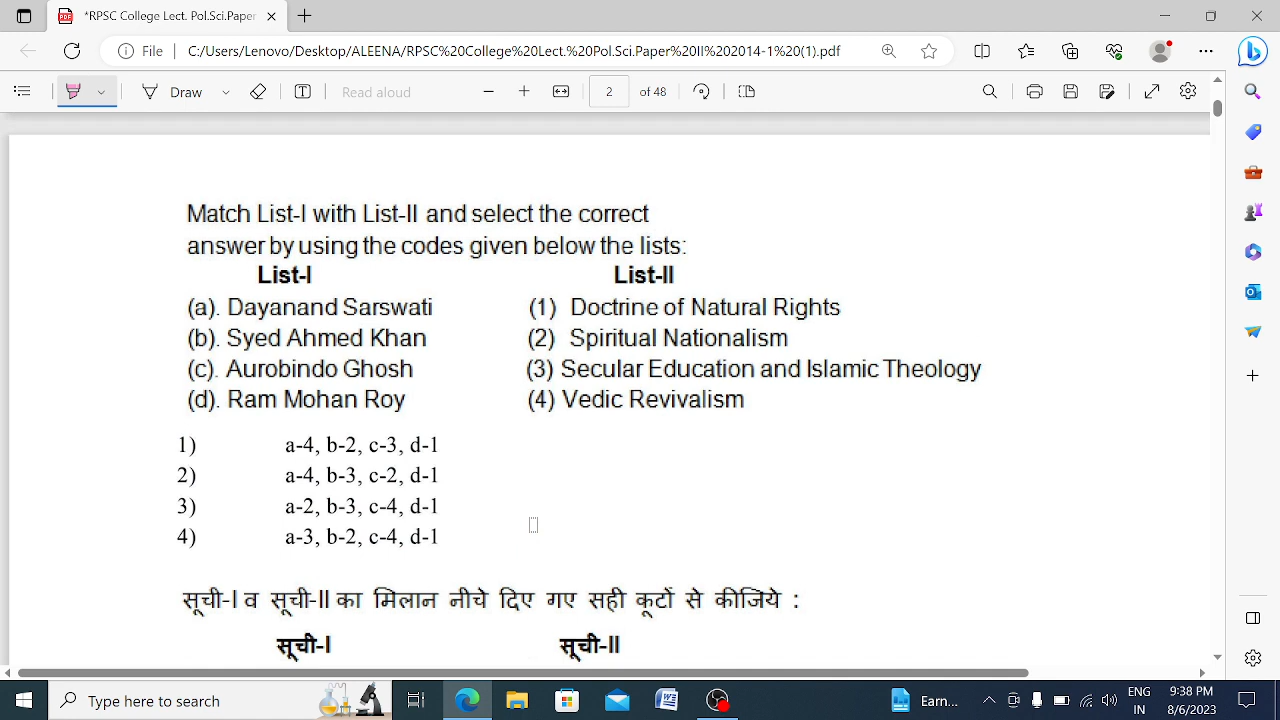 *RPSC College Lect. Pol.Sci.Paper
File
C:/Users/Lenovo/Desktop/ALEENA/RPSC%20College%20Lect.%20Pol.Sci.Paper%20II%202014-1%20(1).pdf
Draw
Read aloud
2
of 48
Match List-I with List-II and select the correct
answer by using the codes given below the lists:
List-I List-II
(a). Dayanand Sarswati (1) Doctrine of Natural Rights
(b). Syed Ahmed Khan (2) Spiritual Nationalism
(c). Aurobindo Ghosh (3) Secular Education and Islamic Theology
(d). Ram Mohan Roy (4) Vedic Revivalism
1) a-4, b-2, c-3, d-1
2) a-4, b-3, c-2, d-1
3) a-2, b-3, c-4, d-1
4) a-3, b-2, c-4, d-1
सूची-I व सूची-II का मिलान नीचे दिए गए सही कूटों से कीजिये :
सूची-I सूची-II
Type here to search
Earn...
ENG
IN
9:38 PM
8/6/2023